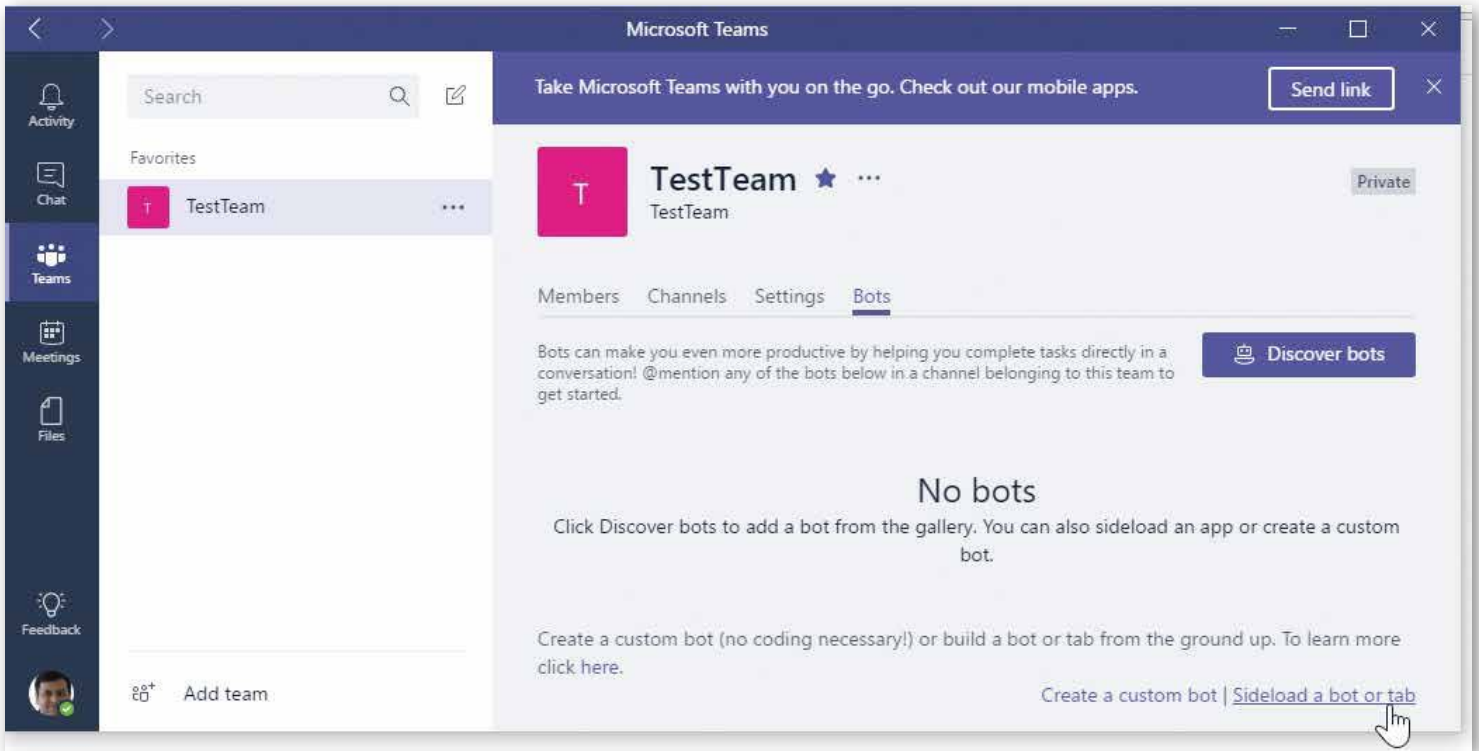 Microsoft Teams
Activity
Chat
Teams
Meetings
Files
Feedback
Search
Favorites
T TestTeam
Add team
Take Microsoft Teams with you on the go. Check out our mobile apps. Send link
T
TestTeam
TestTeam
Private
Members Channels Settings Bots
Bots can make you even more productive by helping you complete tasks directly in a
conversation! @mention any of the bots below in a channel belonging to this team to
get started.
Discover bots
No bots
Click Discover bots to add a bot from the gallery. You can also sideload an app or create a custom
bot.
Create a custom bot (no coding necessary!) or build a bot or tab from the ground up. To learn more
click here.
Create a custom bot | Sideload a bot or tab